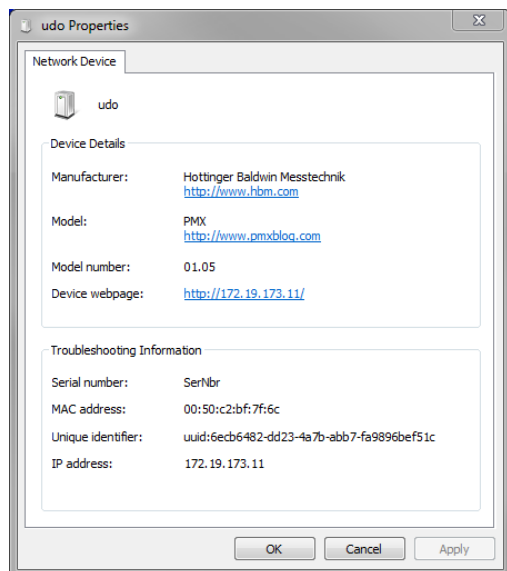 udo Properties
Network Device
udo
Device Details
Manufacturer: Hottinger Baldwin Messtechnik
http://www.hbm.com
Model: PMX
http://www.pmxblog.com
Model number: 01.05
Device webpage: http://172.19.173.11/
Troubleshooting Information
Serial number: SerNbr
MAC address: 00:50:c2:bf:7f:6c
Unique identifier: uuid:6ecb6482-dd23-4a7b-abb7-fa9896bef51c
IP address: 172.19.173.11
OK Cancel Apply